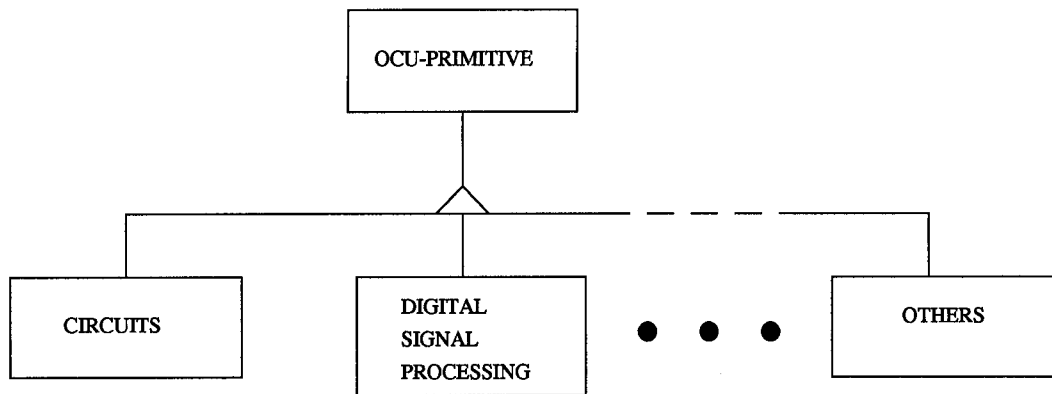 OCU-PRIMITIVE
CIRCUITS
DIGITAL
SIGNAL
PROCESSING
OTHERS